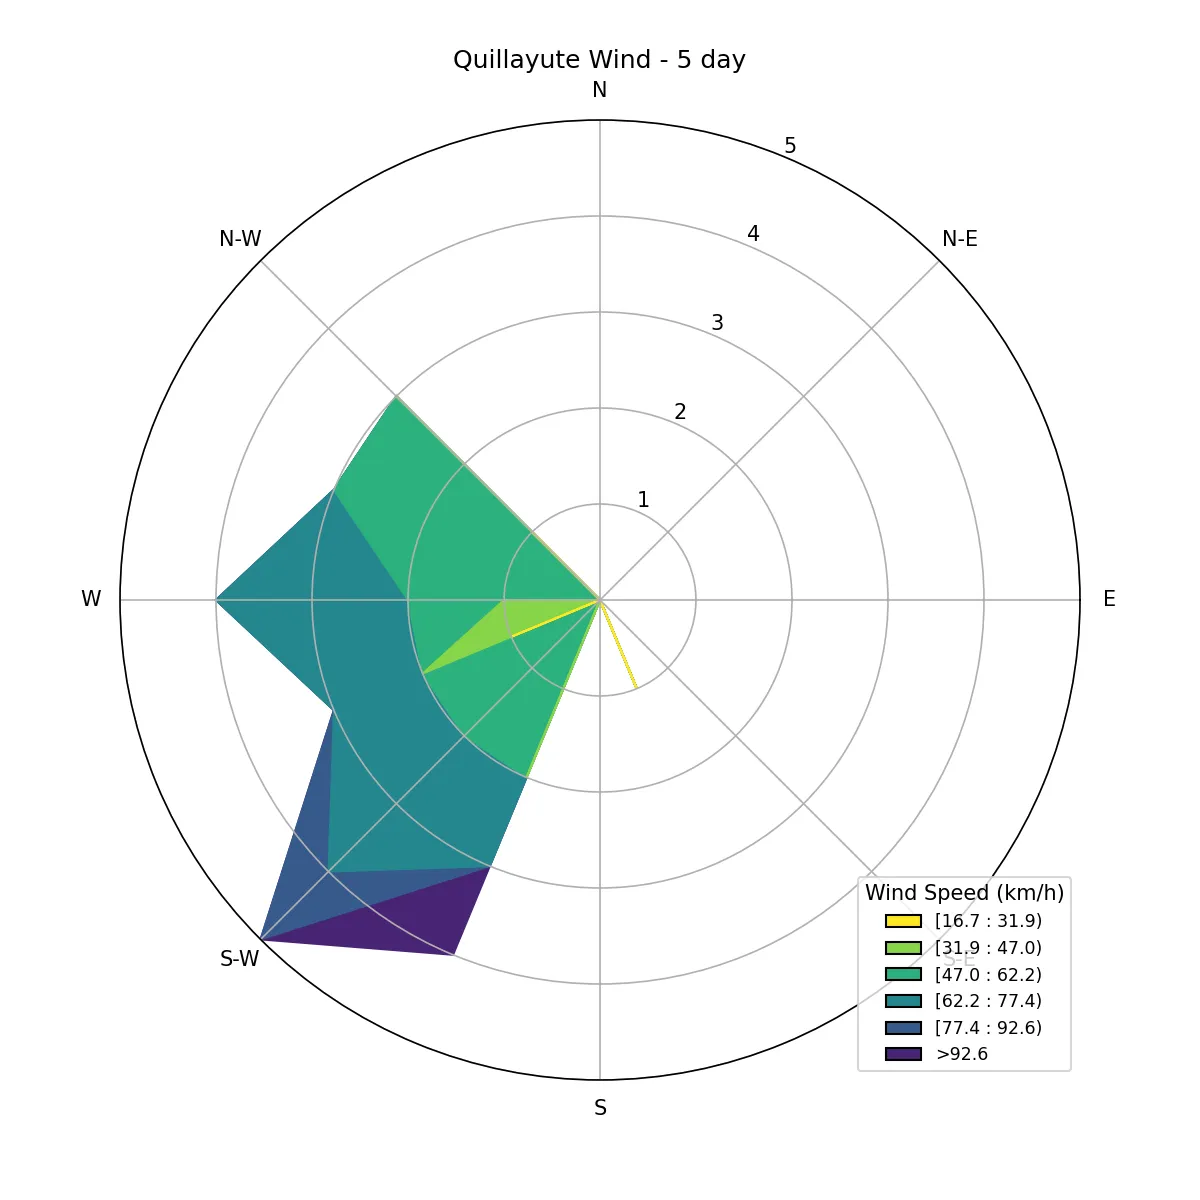 Quillayute Wind - 5 day
N
5
N-W
N-E
4
3
2
1
W
E
Wind Speed (km/h)
[16.7 : 31.9)
[31.9 : 47.0)
S-W
S-E
[47.0 : 62.2)
[62.2 : 77.4)
[77.4 : 92.6)
>92.6
S